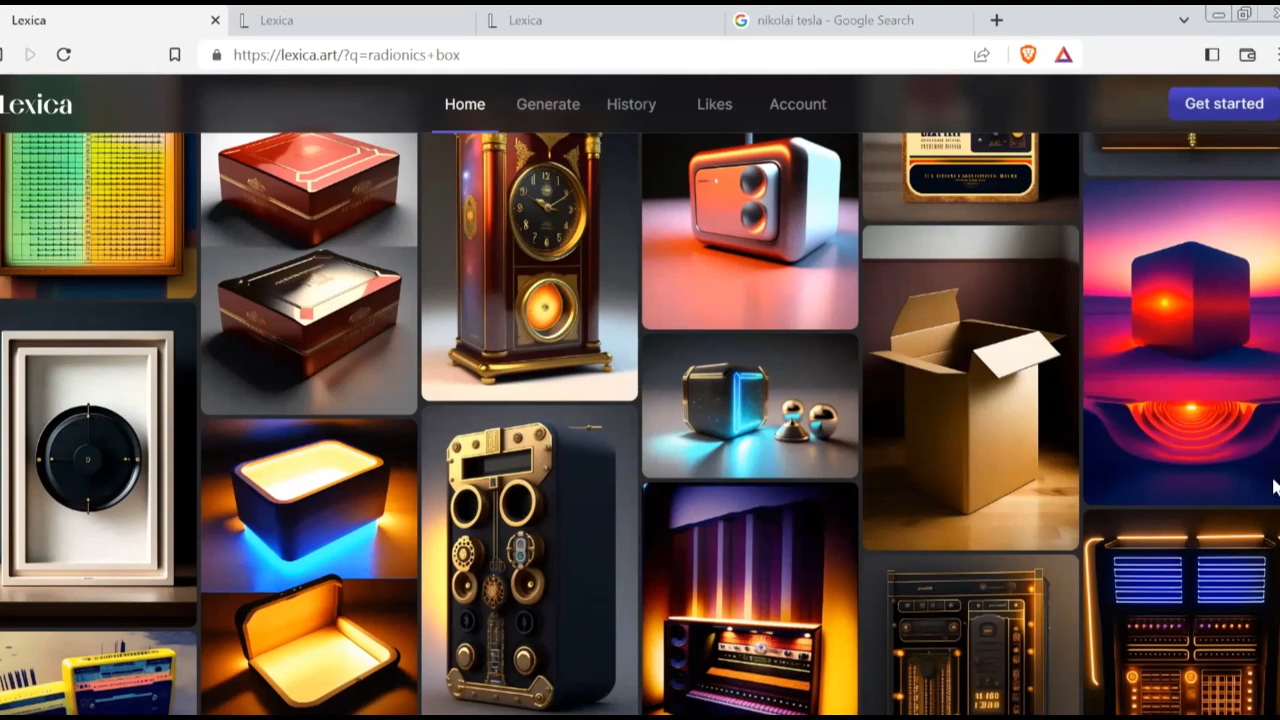 Lexica
Lexica
Lexica
nikolai tesla - Google Search
https://lexica.art/?q=radionics+box
Lexica
Home
Generate
History
Likes
Account
Get started